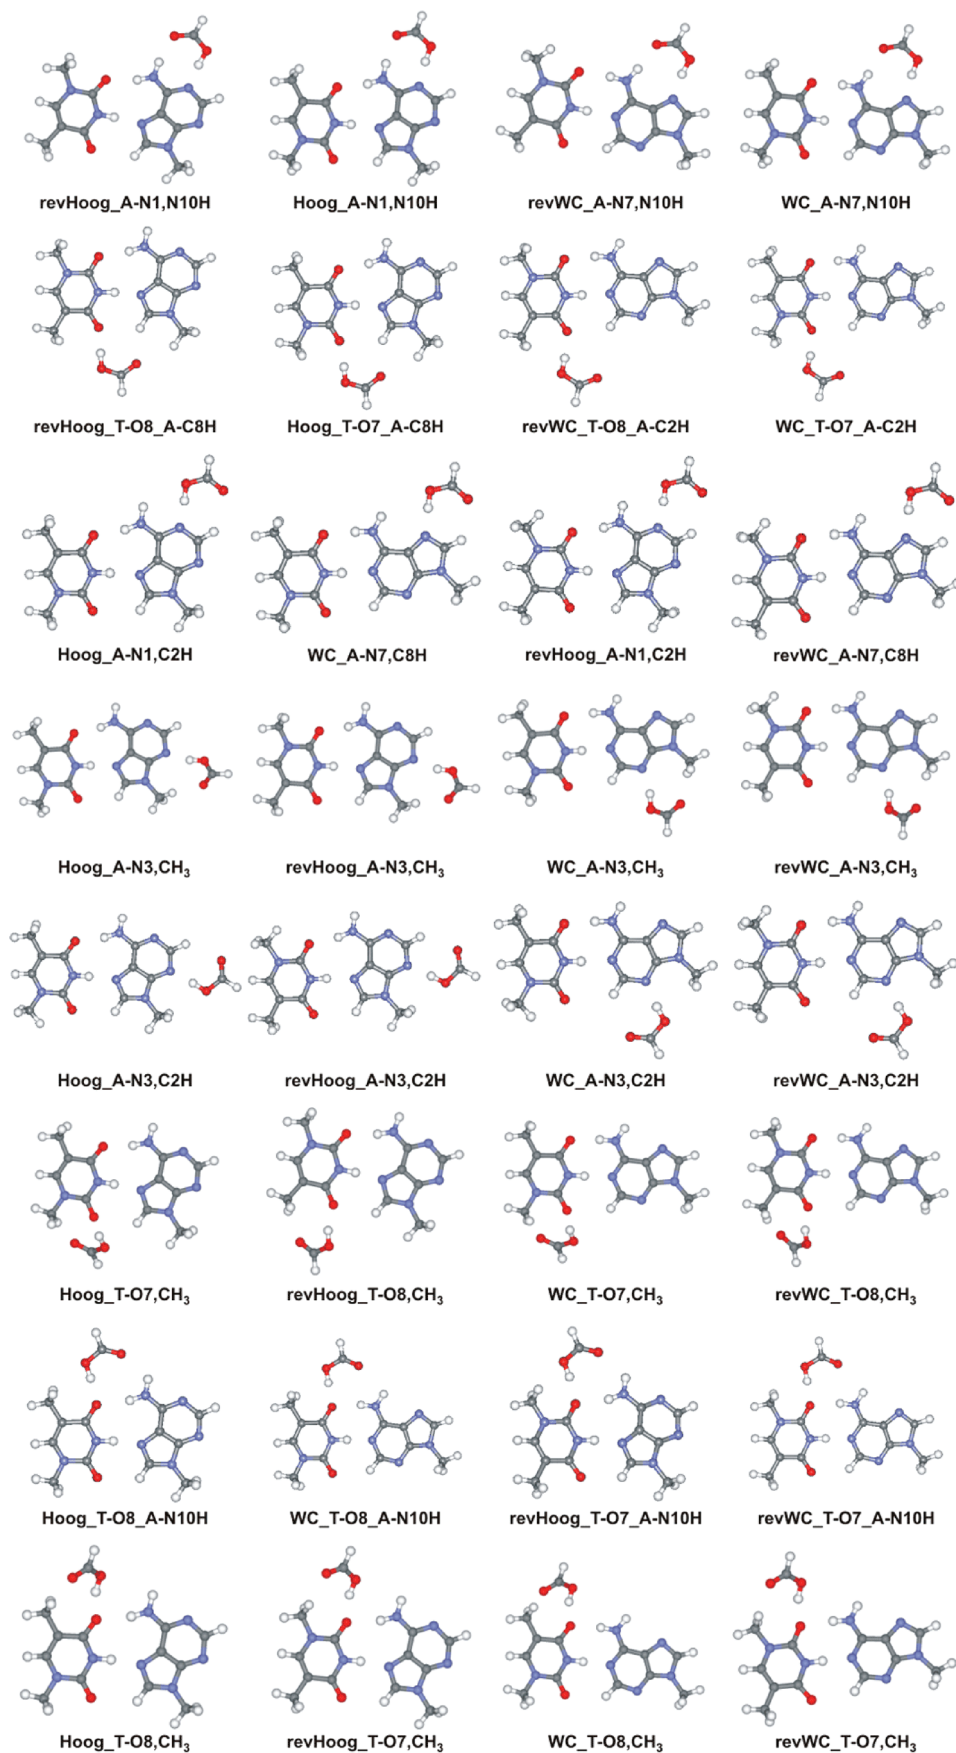 revHoog_A-N1,N10H
Hoog_A-N1,N10H
revWC_A-N7,N10H
WC_A-N7,N10H
revHoog_T-O8_A-C8H
Hoog_T-O7_A-C8H
revWC_T-O8_A-C2H
WC_T-O7_A-C2H
Hoog_A-N1,C2H
WC_A-N7,C8H
revHoog_A-N1,C2H
revWC_A-N7,C8H
Hoog_A-N3,CH₃
revHoog_A-N3,CH₃
WC_A-N3,CH₃
revWC_A-N3,CH₃
Hoog_A-N3,C2H
revHoog_A-N3,C2H
WC_A-N3,C2H
revWC_A-N3,C2H
Hoog_T-O7,CH₃
revHoog_T-O8,CH₃
WC_T-O7,CH₃
revWC_T-O8,CH₃
Hoog_T-O8_A-N10H
WC_T-O8_A-N10H
revHoog_T-O7_A-N10H
revWC_T-O7_A-N10H
Hoog_T-O8,CH₃
revHoog_T-O7,CH₃
WC_T-O8,CH₃
revWC_T-O7,CH₃